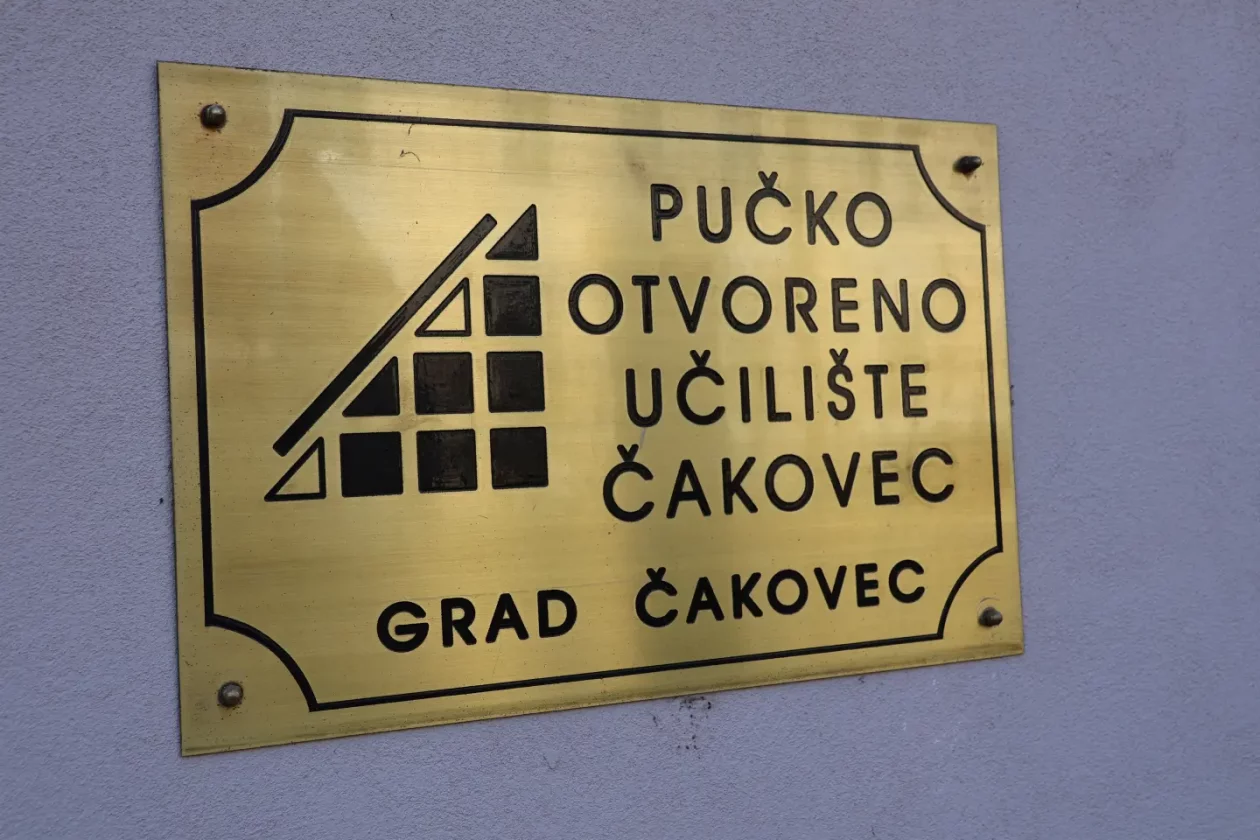 PUČKO
OTVORENO
UČILIŠTE
ČAKOVEC
GRAD ČAKOVEC